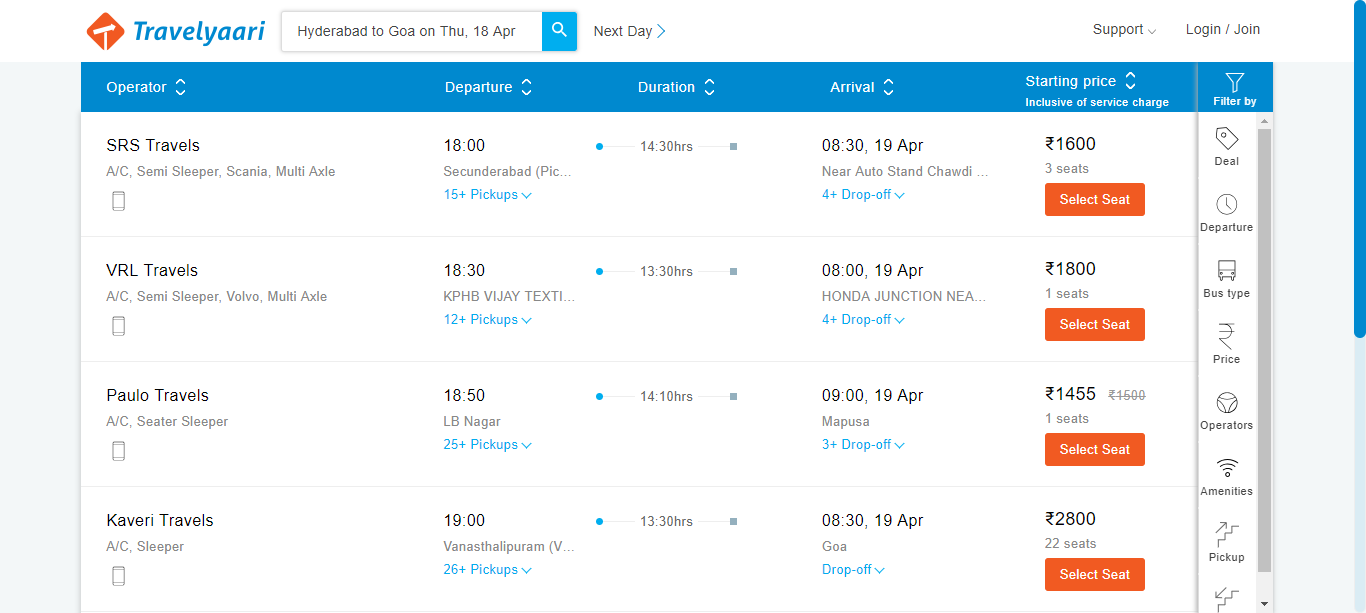 Travelyaari
Hyderabad to Goa on Thu, 18 Apr
Next Day
Support
Login / Join
Operator
Departure
Duration
Arrival
Starting price
Inclusive of service charge
Filter by
SRS Travels
A/C, Semi Sleeper, Scania, Multi Axle
18:00
Secunderabad (Pic...
15+ Pickups
14:30hrs
08:30, 19 Apr
Near Auto Stand Chawdi ...
4+ Drop-off
₹1600
3 seats
Select Seat
VRL Travels
A/C, Semi Sleeper, Volvo, Multi Axle
18:30
KPHB VIJAY TEXTI...
12+ Pickups
13:30hrs
08:00, 19 Apr
HONDA JUNCTION NEA...
4+ Drop-off
₹1800
1 seats
Select Seat
Paulo Travels
A/C, Seater Sleeper
18:50
LB Nagar
25+ Pickups
14:10hrs
09:00, 19 Apr
Mapusa
3+ Drop-off
₹1455 ₹1500
1 seats
Select Seat
Kaveri Travels
A/C, Sleeper
19:00
Vanasthalipuram (V...
26+ Pickups
13:30hrs
08:30, 19 Apr
Goa
Drop-off
₹2800
22 seats
Select Seat
Deal
Departure
Bus type
Price
Operators
Amenities
Pickup